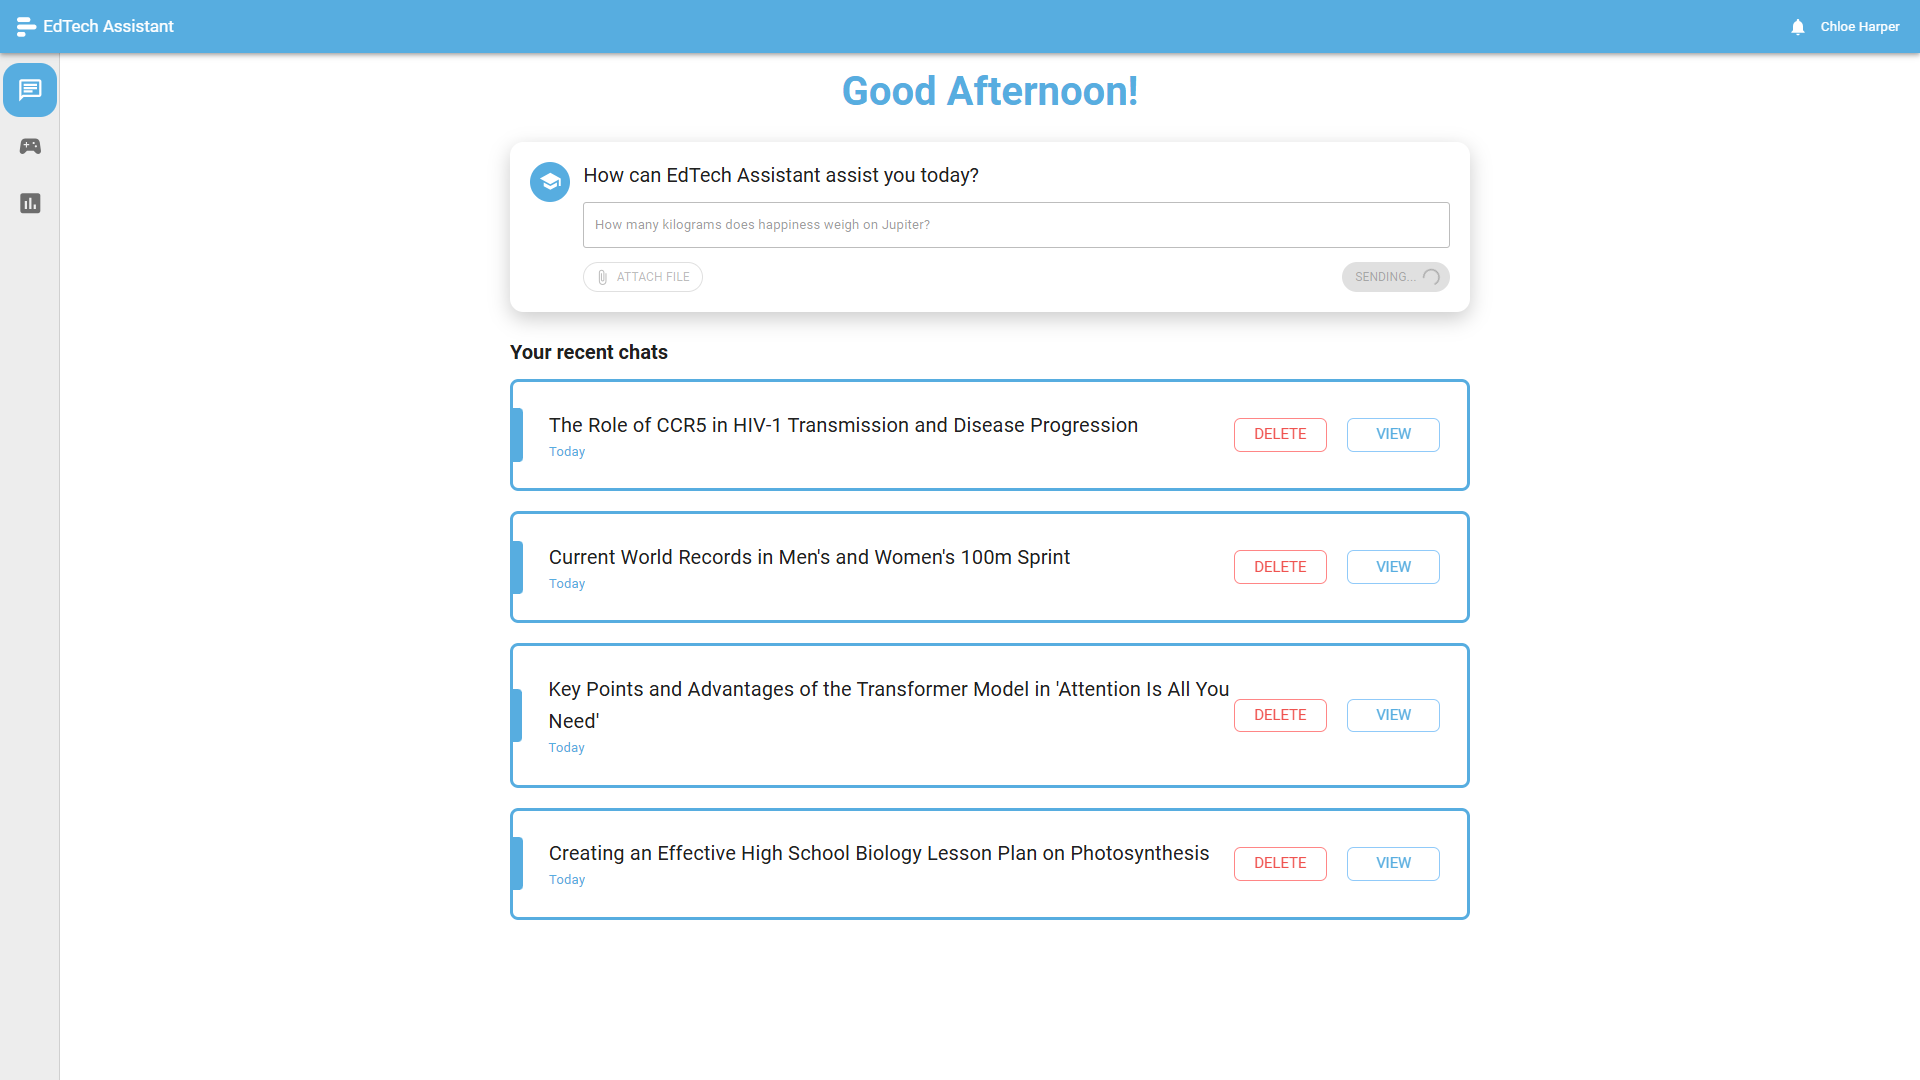 EdTech Assistant
Chloe Harper
Good Afternoon!
How can EdTech Assistant assist you today?
How many kilograms does happiness weigh on Jupiter?
ATTACH FILE
SENDING...
Your recent chats
The Role of CCR5 in HIV-1 Transmission and Disease Progression
Today
DELETE
VIEW
Current World Records in Men's and Women's 100m Sprint
Today
DELETE
VIEW
Key Points and Advantages of the Transformer Model in 'Attention Is All You
Need'
Today
DELETE
VIEW
Creating an Effective High School Biology Lesson Plan on Photosynthesis
Today
DELETE
VIEW